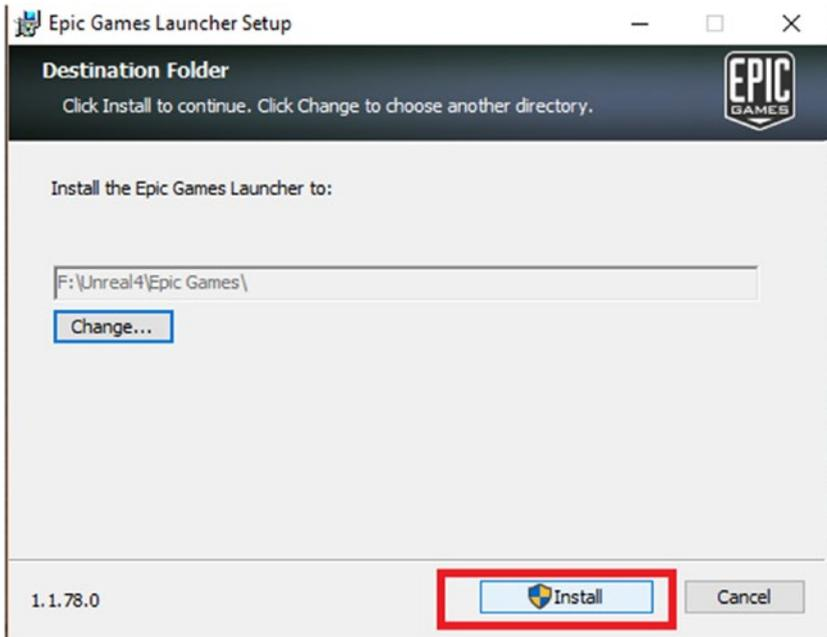 Epic Games Launcher Setup
Destination Folder
Click Install to continue. Click Change to choose another directory.
EPIC
GAMES
Install the Epic Games Launcher to:
F:\Unreal4\Epic Games\
Change...
1.1.78.0
Install
Cancel